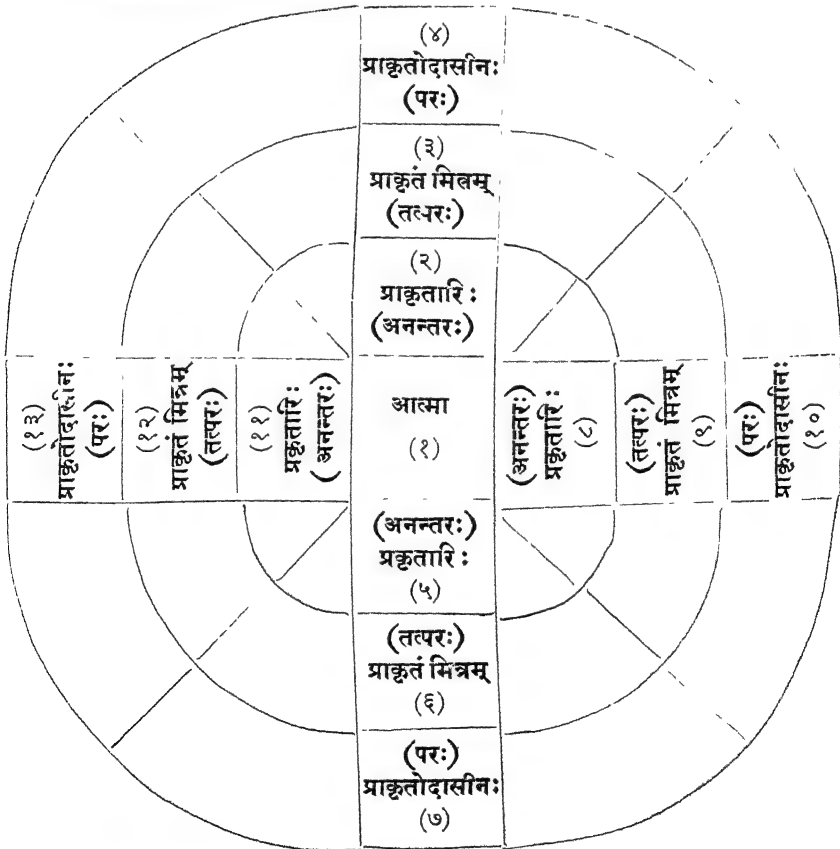 (४)
प्राकृतोदासीनः
(परः)
(३)
प्राकृतं मित्रम्
(तत्परः)
(२)
प्राकृतारिः
(अनन्तरः)
(१३)
प्राकृतोदासीनः
(परः)
(१२)
प्राकृतं मित्रम्
(तत्परः)
(११)
प्रकृतारिः
(अनन्तरः)
आत्मा
(१)
(अनन्तरः)
प्रकृतारिः
(८)
(तत्परः)
प्राकृतं मित्रम्
(९)
(परः)
प्राकृतोदासीनः
(१०)
(अनन्तरः)
प्रकृतारिः
(५)
(तत्परः)
प्राकृतं मित्रम्
(६)
(परः)
प्राकृतोदासीनः
(७)